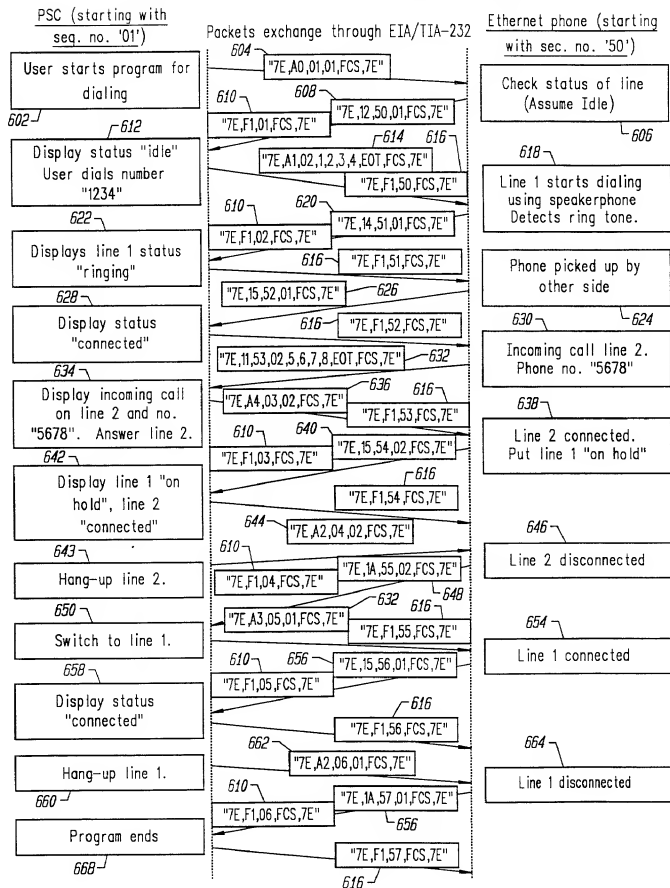 PSC (starting with
seq. no. '01')
Packets exchange through EIA/TIA-232
Ethernet phone (starting
with sec. no. '50')
604
"7E,A0,01,01,FCS,7E"
User starts program for
dialing
602
Check status of line
(Assume Idle)
606
610
608
"7E,12,50,01,FCS,7E"
"7E,F1,01,FCS,7E"
612
Display status "idle"
User dials number
"1234"
614
616
"7E,A1,02,1,2,3,4,EOT,FCS,7E"
"7E,F1,50,FCS,7E"
618
Line 1 starts dialing
using speakerphone
Detects ring tone.
610
620
"7E,14,51,01,FCS,7E"
"7E,F1,02,FCS,7E"
622
Displays line 1 status
"ringing"
616
"7E,F1,51,FCS,7E"
Phone picked up by
other side
624
"7E,15,52,01,FCS,7E"
626
628
Display status
"connected"
616
"7E,F1,52,FCS,7E"
630
Incoming call line 2.
Phone no. "5678"
"7E,11,53,02,5,6,7,8,EOT,FCS,7E"
632
634
Display incoming call
on line 2 and no.
"5678". Answer line 2.
636
616
"7E,A4,03,02,FCS,7E"
"7E,F1,53,FCS,7E"
638
Line 2 connected.
Put line 1 "on hold"
610
640
"7E,15,54,02,FCS,7E"
"7E,F1,03,FCS,7E"
642
Display line 1 "on
hold", line 2
"connected"
616
"7E,F1,54,FCS,7E"
644
"7E,A2,04,02,FCS,7E"
643
Hang-up line 2.
646
Line 2 disconnected
610
"7E,1A,55,02,FCS,7E"
"7E,F1,04,FCS,7E"
648
650
Switch to line 1.
632
616
"7E,A3,05,01,FCS,7E"
"7E,F1,55,FCS,7E"
654
Line 1 connected
610
656
"7E,15,56,01,FCS,7E"
"7E,F1,05,FCS,7E"
658
Display status
"connected"
616
"7E,F1,56,FCS,7E"
662
"7E,A2,06,01,FCS,7E"
Hang-up line 1.
660
664
Line 1 disconnected
610
"7E,1A,57,01,FCS,7E"
"7E,F1,06,FCS,7E"
656
Program ends
668
"7E,F1,57,FCS,7E"
616